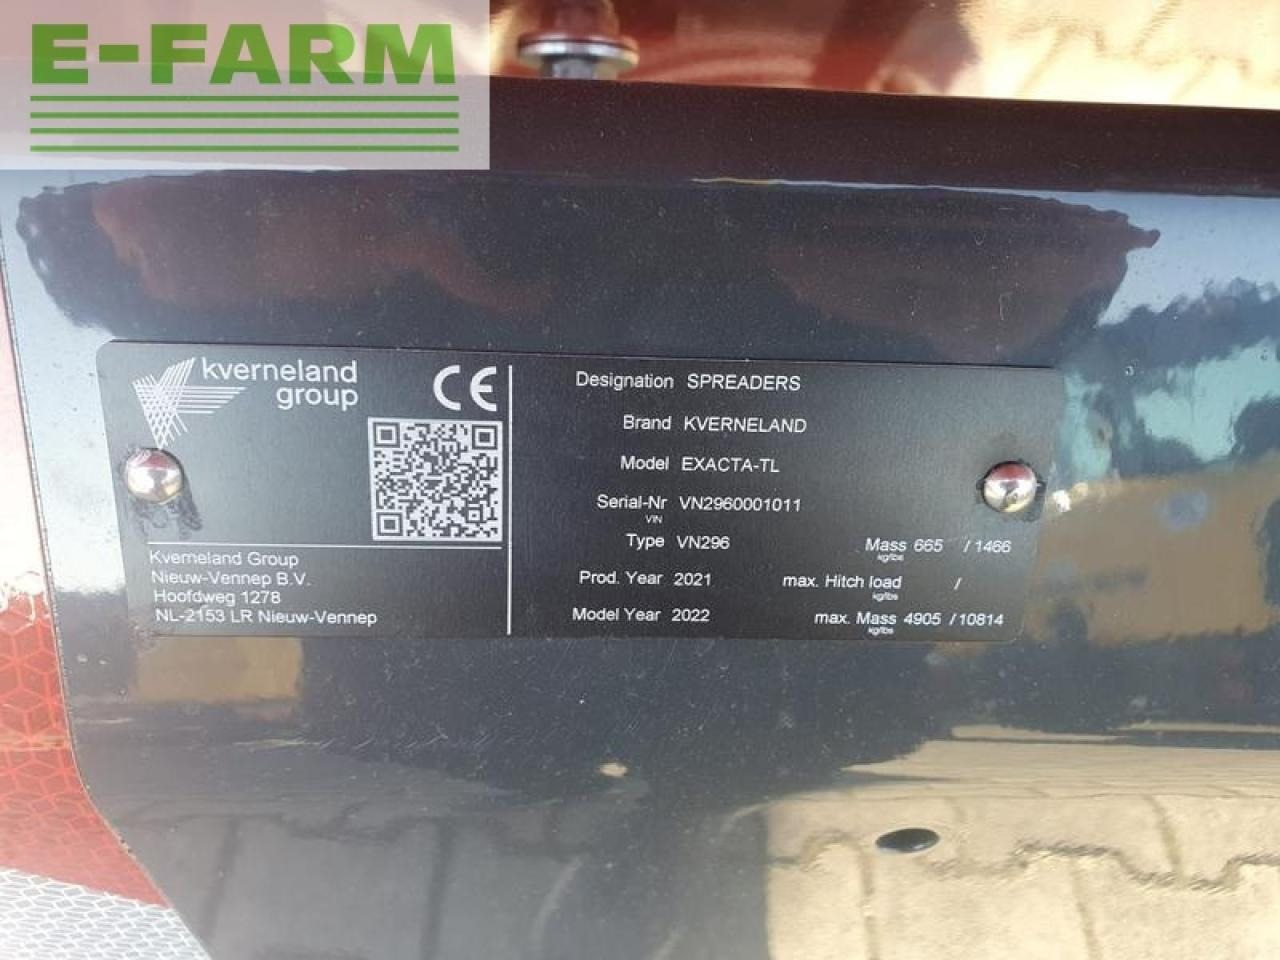 E-FARM
kverneland
group
CE
Kverneland Group
Nieuw-Vennep B.V.
Hoofdweg 1278
NL-2153 LR Nieuw-Vennep
Designation SPREADERS
Brand KVERNELAND
Model EXACTA-TL
Serial-Nr VN2960001011
VIN
Type VN296
Mass 665 / 1466
kg/lbs
Prod. Year 2021
max. Hitch load /
kg/lbs
Model Year 2022
max. Mass 4905 / 10814
kg/lbs